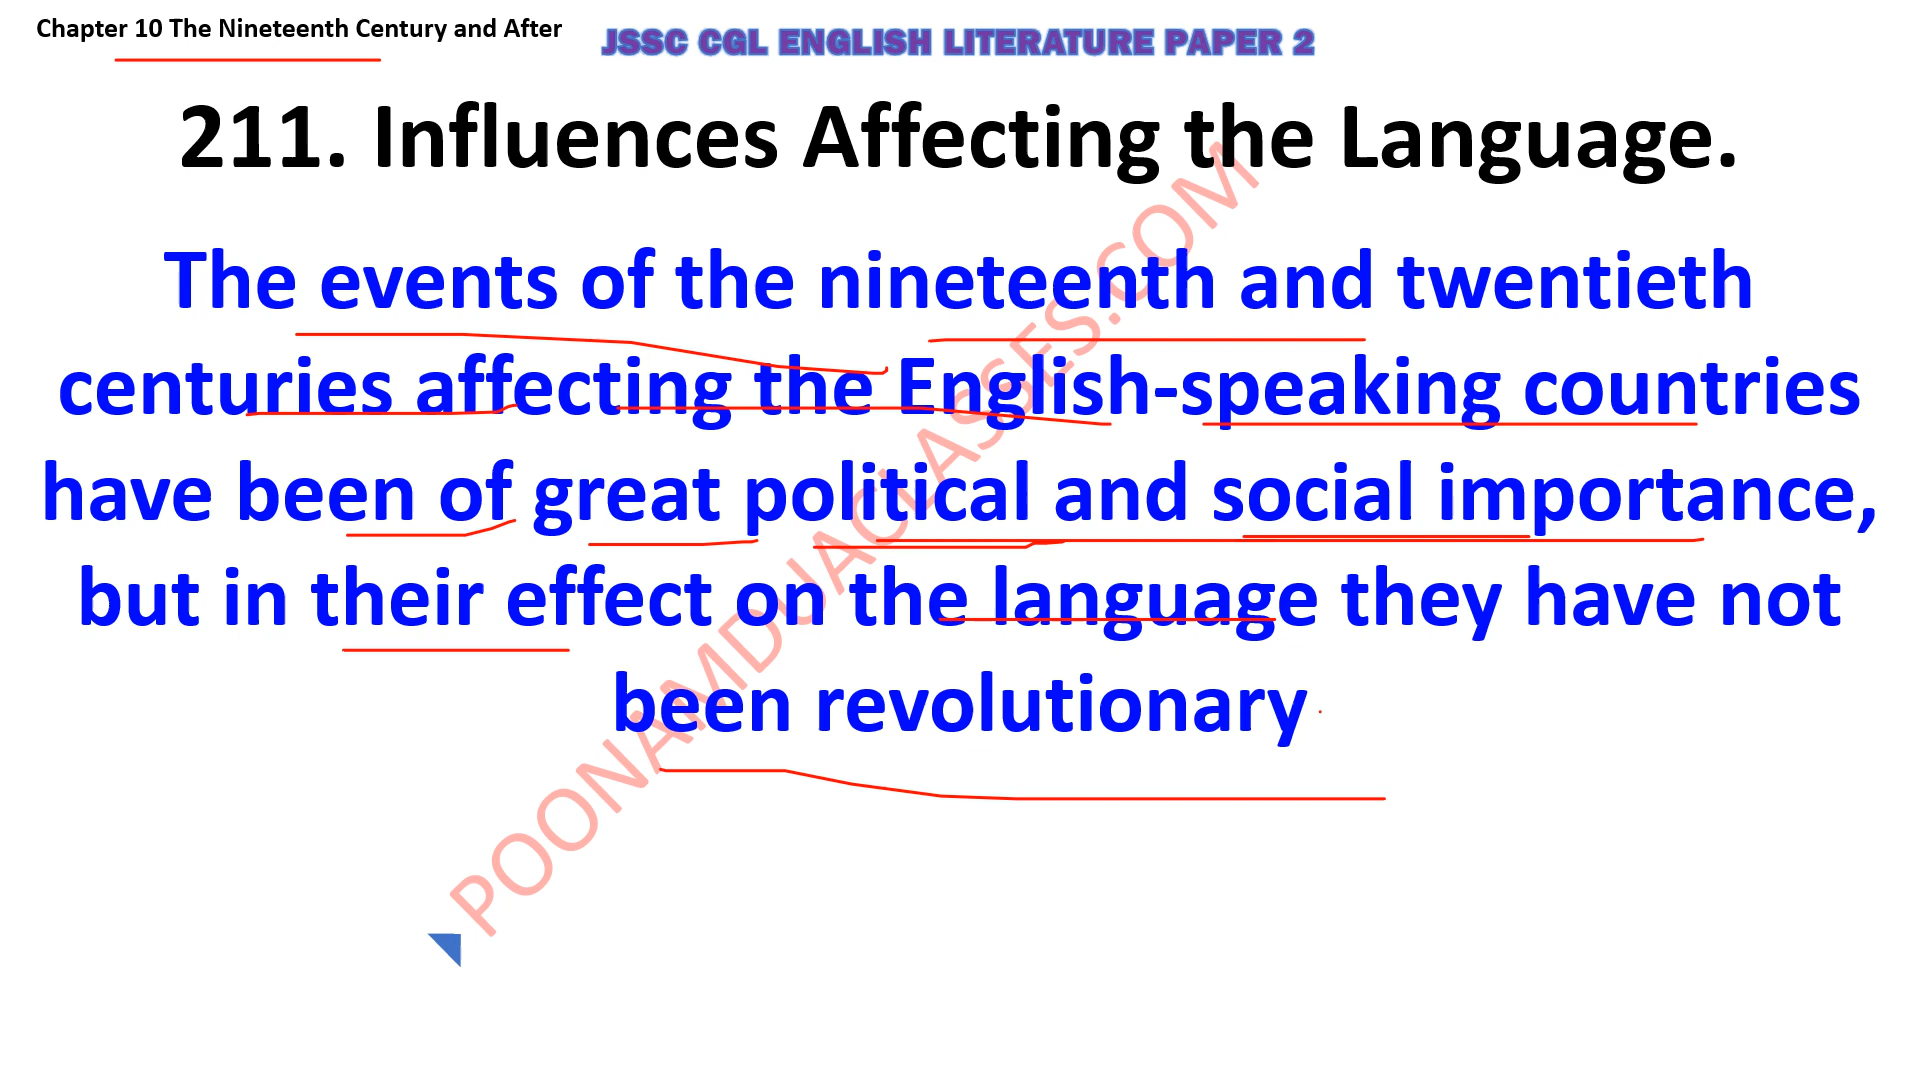 Chapter 10 The Nineteenth Century and After
JSSC CGL ENGLISH LITERATURE PAPER 2
211. Influences Affecting the Language.
The events of the nineteenth and twentieth
centuries affecting the English-speaking countries
have been of great political and social importance,
but in their effect on the language they have not
been revolutionary
POONAMDUACLASSES.COM